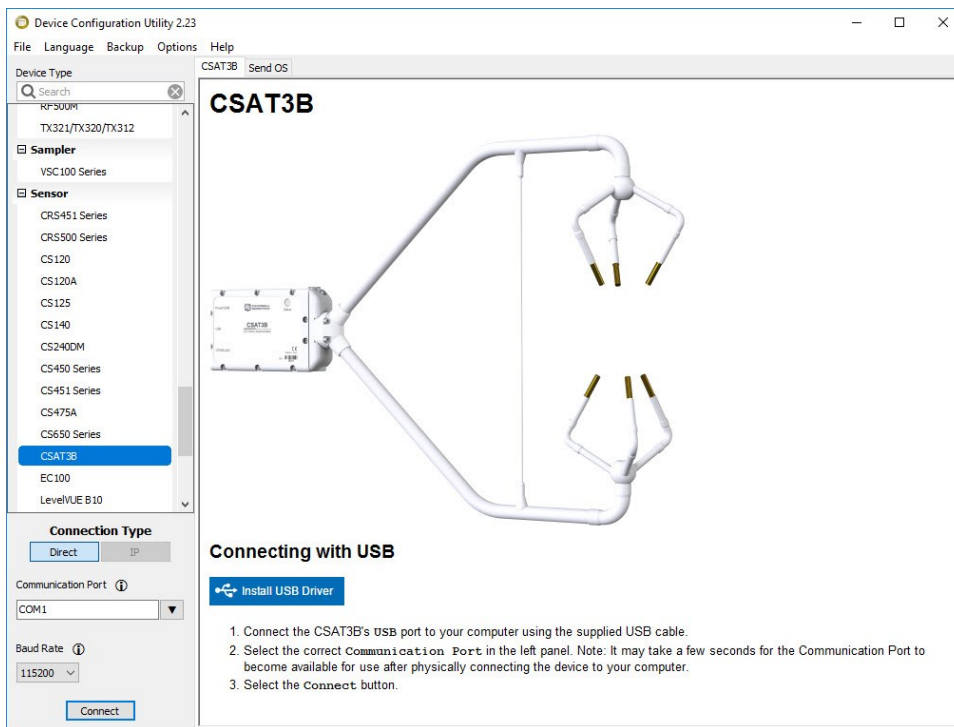 Device Configuration Utility 2.23
File Language Backup Options Help
Device Type
Search
RF500M
TX321/TX320/TX312
Sampler
VSC100 Series
Sensor
CRS451 Series
CRS500 Series
CS120
CS120A
CS125
CS140
CS240DM
CS450 Series
CS451 Series
CS475A
CS650 Series
CSAT3B
EC100
LevelVUE B10
Connection Type
Direct IP
Communication Port
COM1
Baud Rate
115200
Connect
CSAT3B Send OS
CSAT3B
CSAT3B
Connecting with USB
Install USB Driver
1. Connect the CSAT3B's USB port to your computer using the supplied USB cable.
2. Select the correct Communication Port in the left panel. Note: It may take a few seconds for the Communication Port to
become available for use after physically connecting the device to your computer.
3. Select the Connect button.